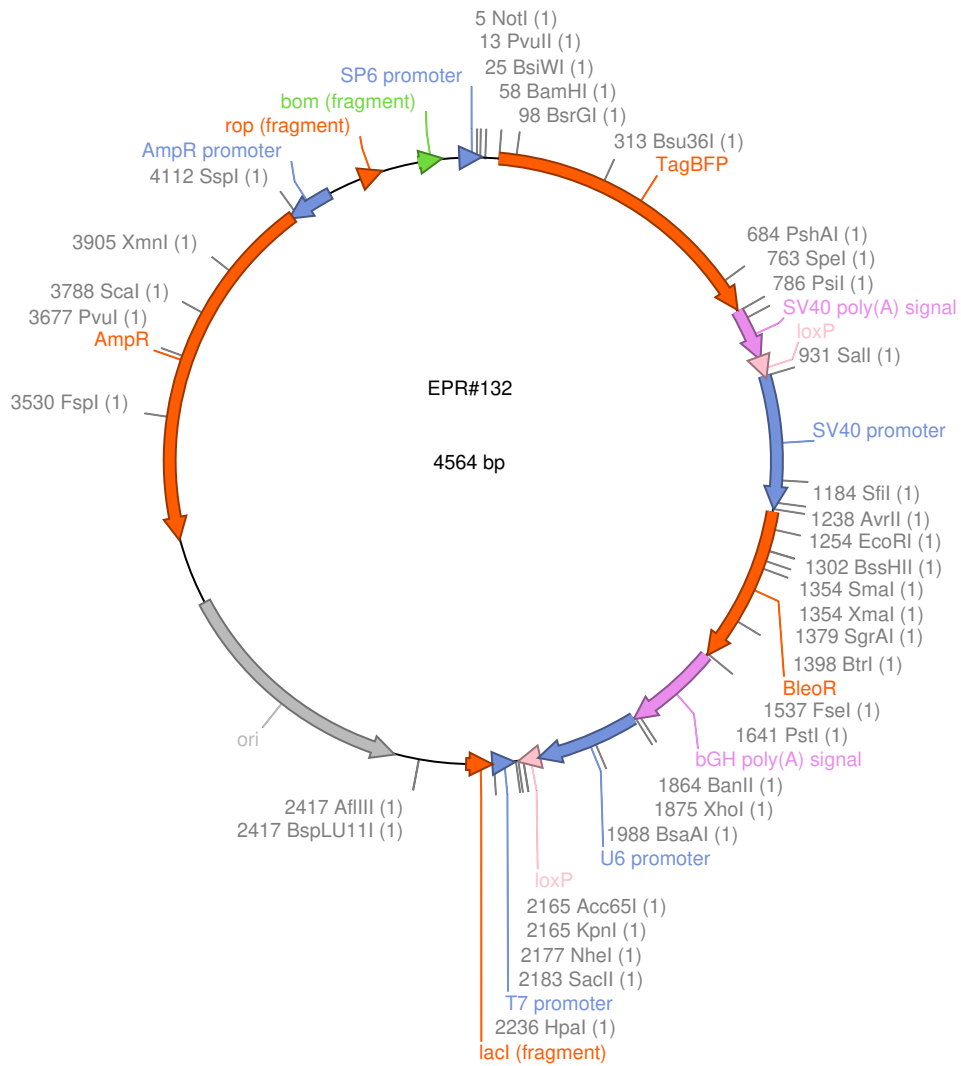 5 NotI (1)
13 PvuII (1)
SP6 promoter
25 BsiWI (1)
58 BamHI (1)
bom (fragment)
98 BsrGI (1)
rop (fragment)
313 Bsu36I (1)
AmpR promoter
TagBFP
4112 SspI (1)
684 PshAI (1)
3905 XmnI (1)
763 SpeI (1)
786 PsiI (1)
3788 ScaI (1)
SV40 poly(A) signal
3677 PvuI (1)
loxP
AmpR
931 SalI (1)
EPR#132
3530 FspI (1)
SV40 promoter
4564 bp
1184 SfiI (1)
1238 AvrII (1)
1254 EcoRI (1)
1302 BssHII (1)
1354 SmaI (1)
1354 XmaI (1)
1379 SgrAI (1)
1398 BtrI (1)
BleoR
1537 FseI (1)
ori
1641 PstI (1)
bGH poly(A) signal
1864 BanII (1)
2417 AflIII (1)
1875 XhoI (1)
2417 BspLU11I (1)
1988 BsaAI (1)
U6 promoter
loxP
2165 Acc65I (1)
2165 KpnI (1)
2177 NheI (1)
2183 SacII (1)
T7 promoter
2236 HpaI (1)
lacI (fragment)